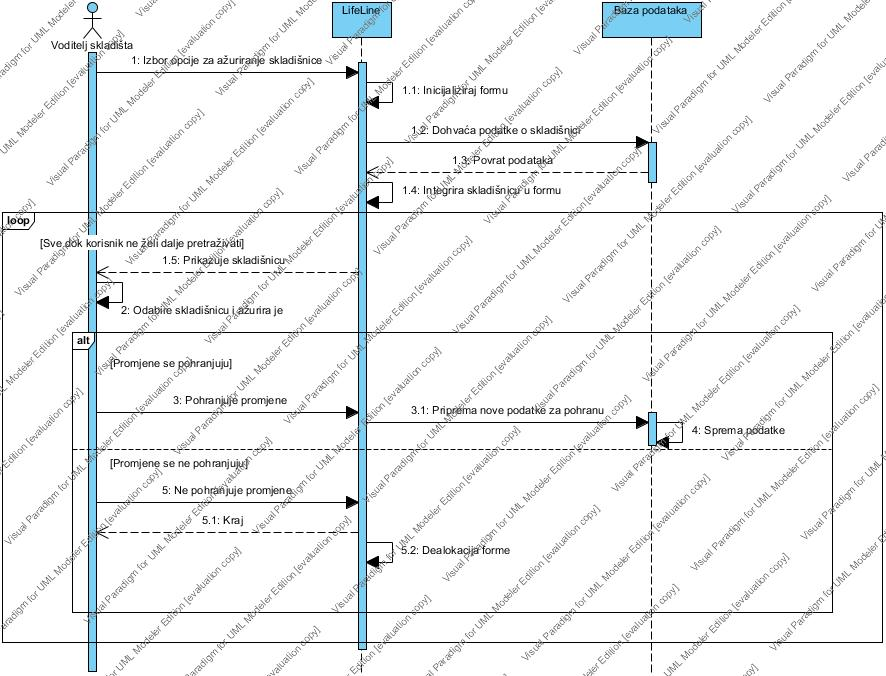 LifeLine
Baza podataka
Voditelj skladišta
1: Izbor opcije za ažuriranje skladišnice
1.1: Inicijaliziraj formu
1.2: Dohvaća podatke o skladišnici
1.3: Povrat podataka
1.4: Integrira skladišnicu u formu
loop
[Sve dok korisnik ne želi dalje pretraživati]
1.5: Prikazuje skladišnicu
2: Odabire skladišnicu i ažurira je
alt
[Promjene se pohranjuju]
3: Pohranjuje promjene
3.1: Priprema nove podatke za pohranu
4: Sprema podatke
[Promjene se ne pohranjuju]
5: Ne pohranjuje promjene
5.1: Kraj
5.2: Dealokacija forme
Visual Paradigm for UML Modeler Edition [evaluation copy]